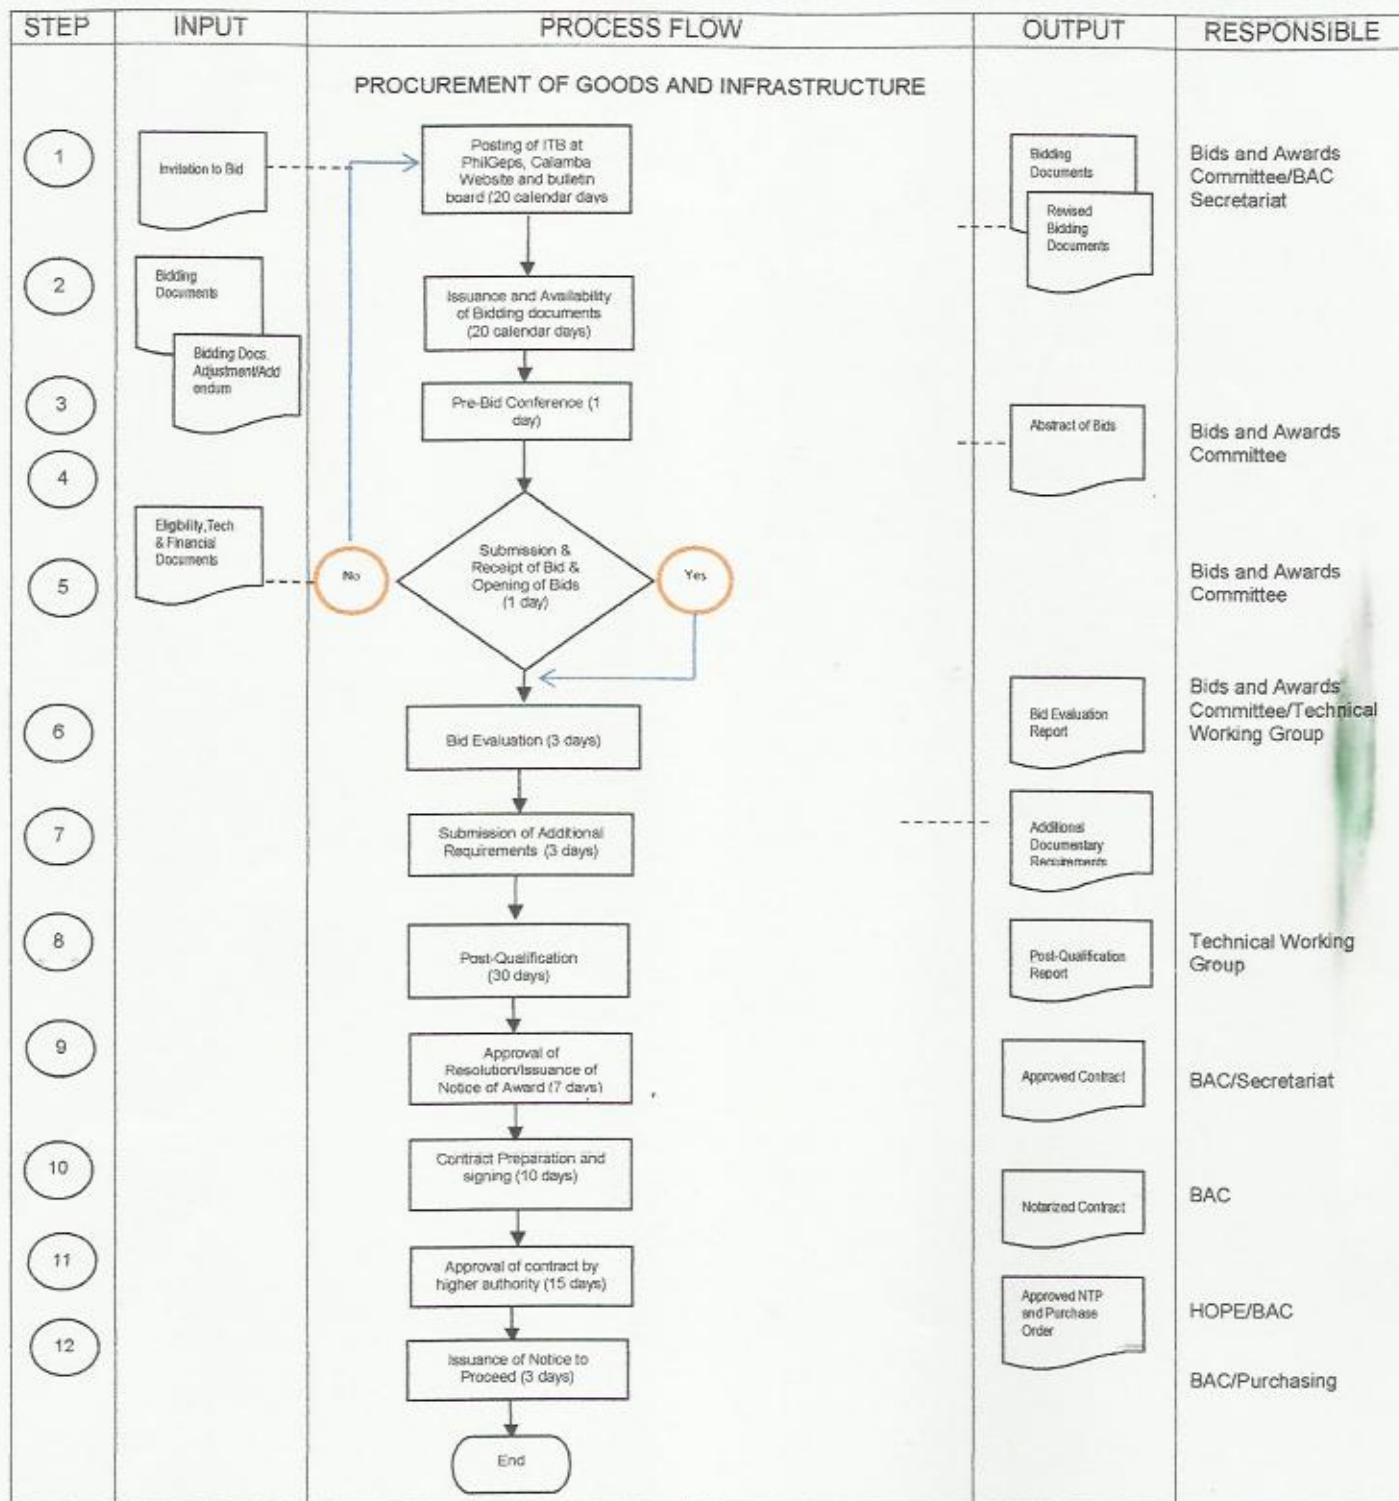 STEP
INPUT
PROCESS FLOW
OUTPUT
RESPONSIBLE
PROCUREMENT OF GOODS AND INFRASTRUCTURE
1
Invitation to Bid
Posting of ITB at
PhilGeps, Calamba
Website and bulletin
board (20 calendar days
Bidding
Documents
Revised
Bidding
Documents
Bids and Awards
Committee/BAC
Secretariat
2
Bidding
Documents
Bidding Docs.
Adjustment/Add
endum
Issuance and Availability
of Bidding documents
(20 calendar days)
3
Pre-Bid Conference (1
day)
Abstract of Bids
Bids and Awards
Committee
4
Eligibility,Tech
& Financial
Documents
5
No
Submission &
Receipt of Bid &
Opening of Bids
(1 day)
Yes
Bids and Awards
Committee
6
Bid Evaluation (3 days)
Bid Evaluation
Report
Bids and Awards
Committee/Technical
Working Group
7
Submission of Additional
Requirements (3 days)
Additional
Documentary
Requirements
8
Post-Qualification
(30 days)
Post-Qualification
Report
Technical Working
Group
9
Approval of
Resolution/Issuance of
Notice of Award (7 days)
Approved Contract
BAC/Secretariat
10
Contract Preparation and
signing (10 days)
Notarized Contract
BAC
11
Approval of contract by
higher authority (15 days)
Approved NTP
and Purchase
Order
HOPE/BAC
12
Issuance of Notice to
Proceed (3 days)
BAC/Purchasing
End